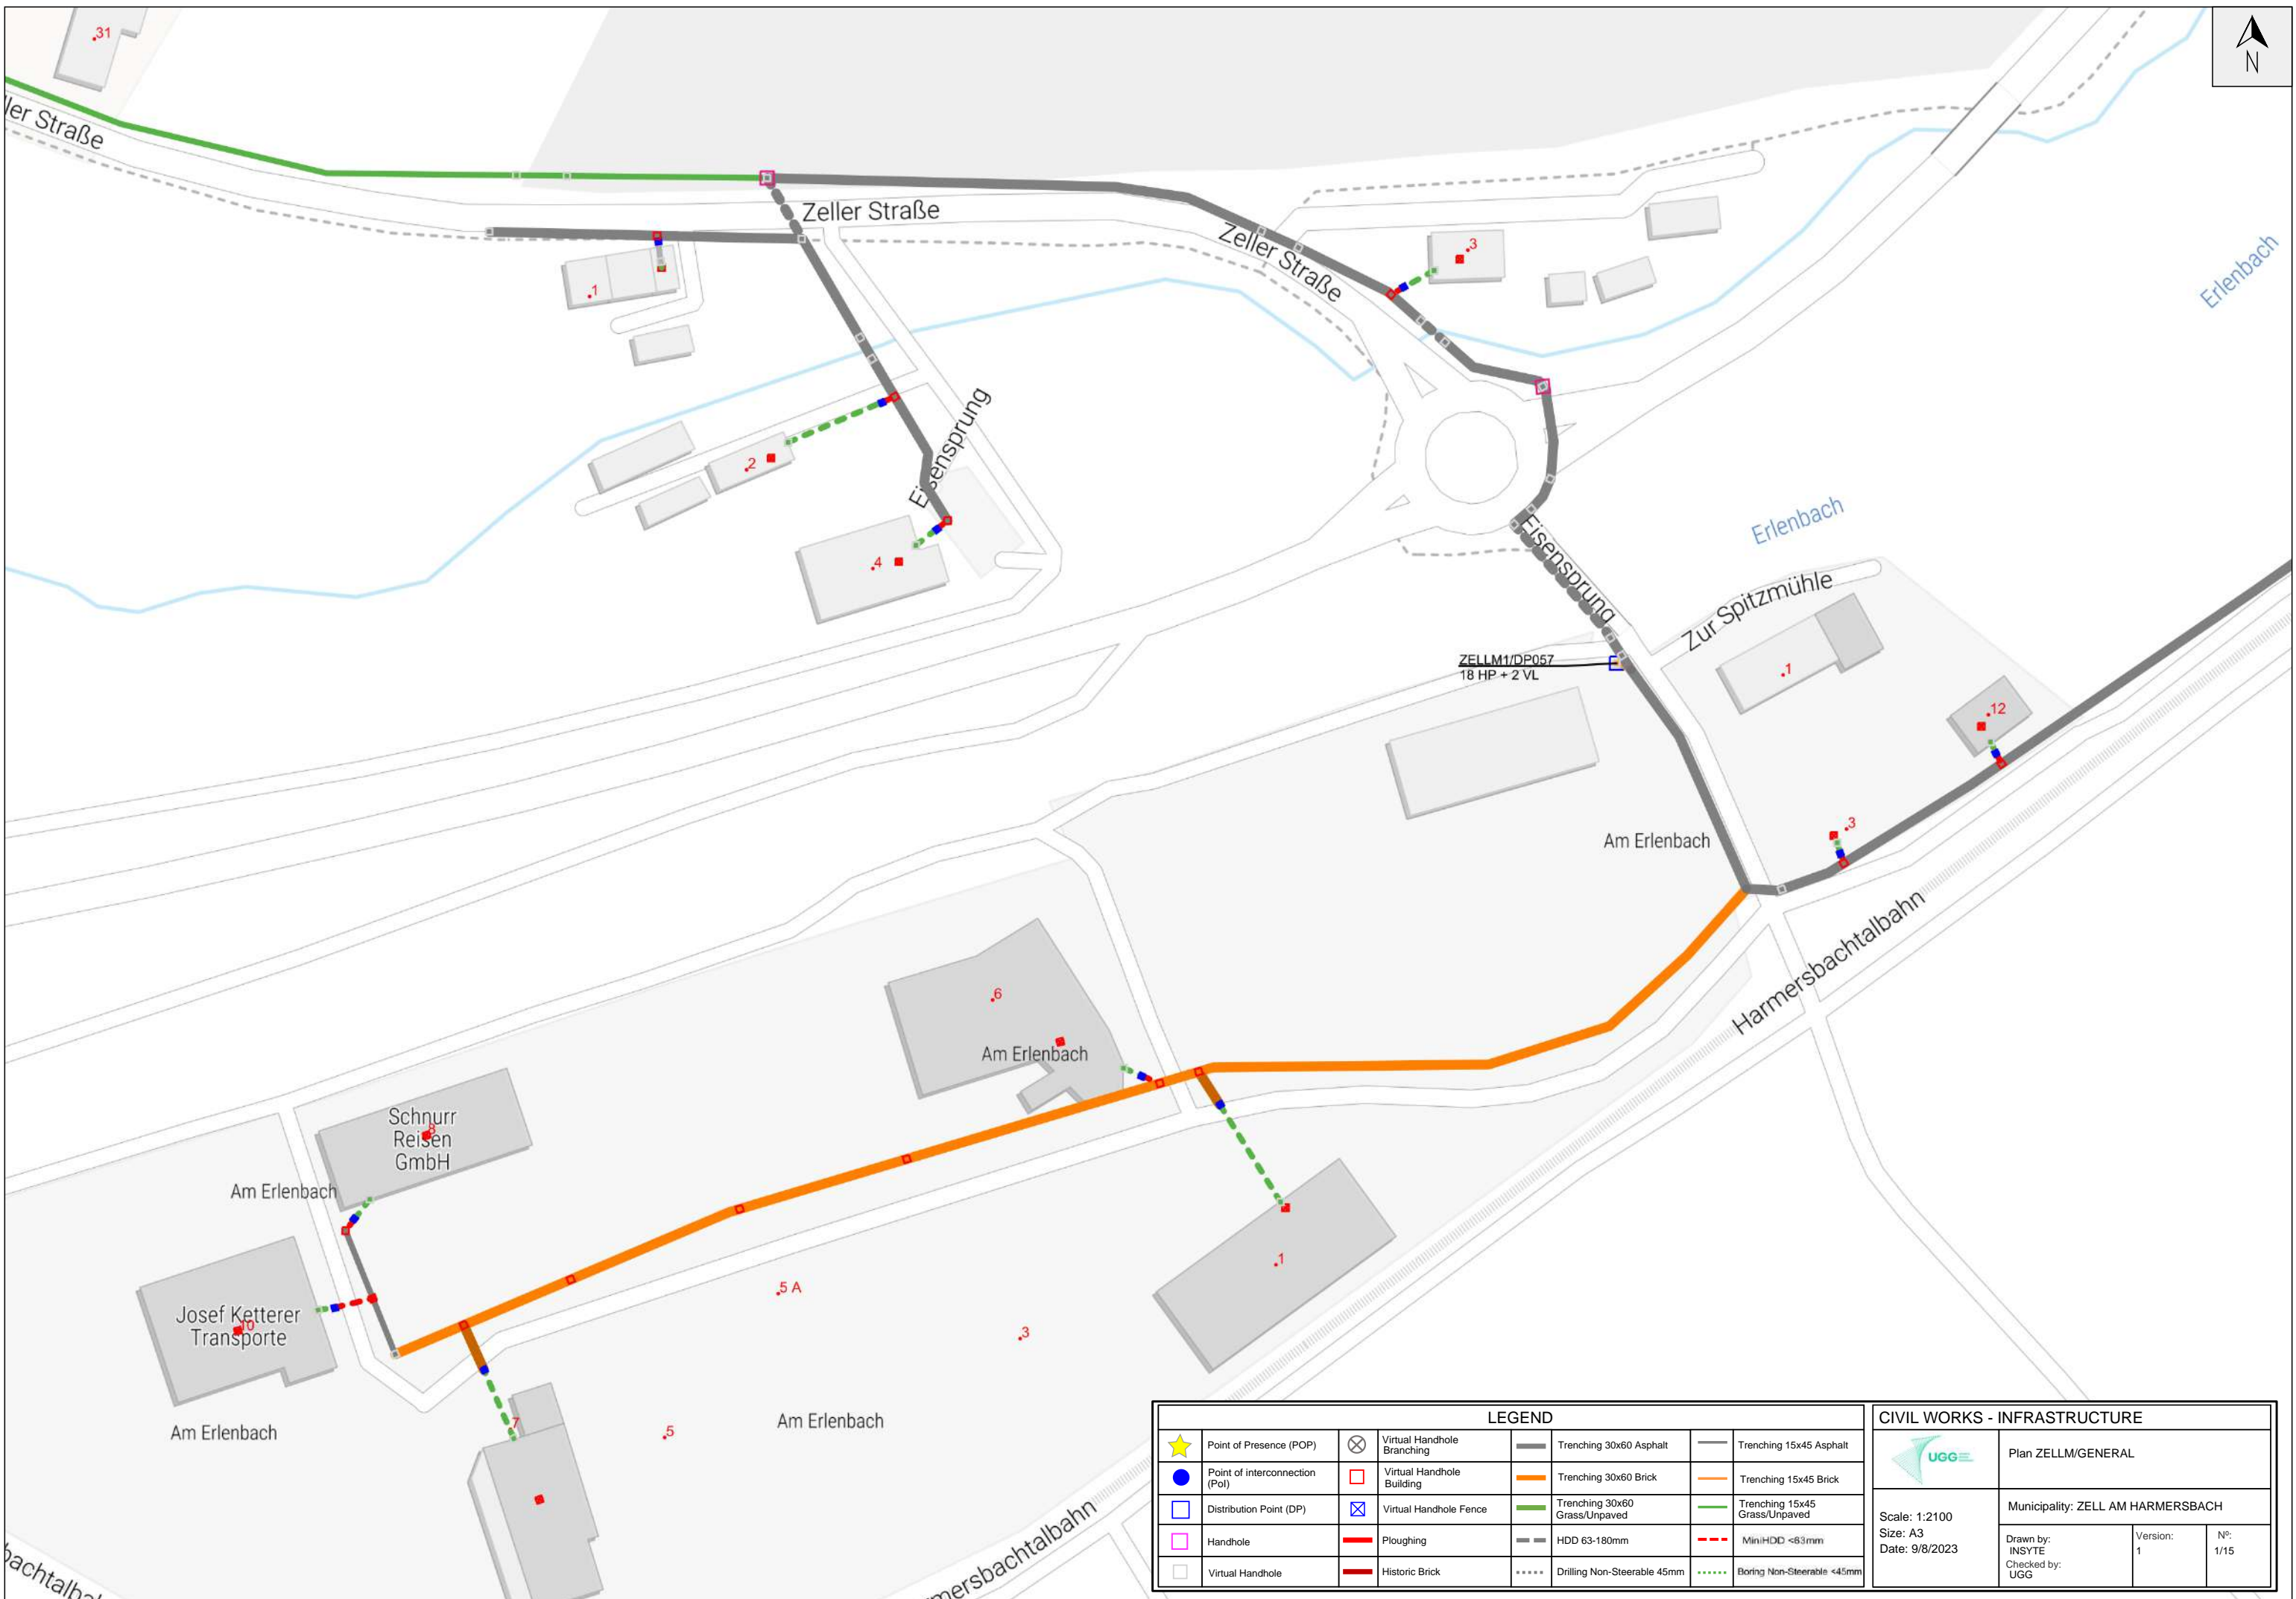 .31
N
ler Straße
Zeller Straße
Zeller Straße
.3
.1
Erlenbach
Eisensprung
.2
.4
Erlenbach
Eisensprung
Zur Spitzmühle
ZELLM1/DP057
18 HP + 2 VL
.1
.12
.3
Am Erlenbach
Harmersbachtalbahn
.6
Am Erlenbach
Schnurr
Reisen
GmbH
8
Am Erlenbach
Josef Ketterer
Transporte
10
.1
.5 A
.3
Am Erlenbach
7
.5
Am Erlenbach
mersbachtalbahn
LEGEND
Point of Presence (POP)
Virtual Handhole
Branching
Trenching 30x60 Asphalt
Trenching 15x45 Asphalt
Point of interconnection
(PoI)
Virtual Handhole
Building
Trenching 30x60 Brick
Trenching 15x45 Brick
Distribution Point (DP)
Virtual Handhole Fence
Trenching 30x60
Grass/Unpaved
Trenching 15x45
Grass/Unpaved
Handhole
Ploughing
HDD 63-180mm
MiniHDD <63mm
Virtual Handhole
Historic Brick
Drilling Non-Steerable 45mm
Boring Non-Steerable <45mm
CIVIL WORKS - INFRASTRUCTURE
UGG
Plan ZELLM/GENERAL
Scale: 1:2100
Size: A3
Date: 9/8/2023
Municipality: ZELL AM HARMERSBACH
Drawn by:
INSYTE
Checked by:
UGG
Version:
1
Nº:
1/15